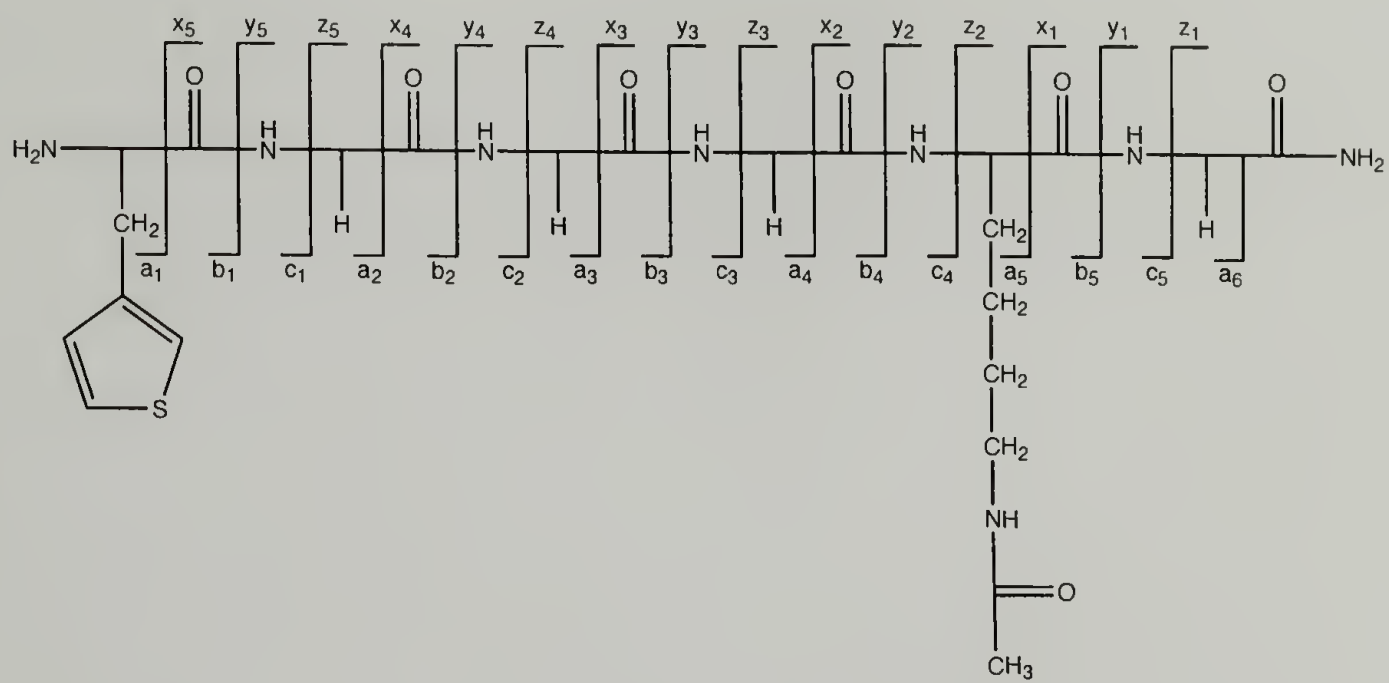 x5 y5 z5 x4 y4 z4 x3 y3 z3 x2 y2 z2 x1 y1 z1
O O O O O O
H H H H H
H2N N N N N N NH2
CH2 H H H CH2 H
a1 b1 c1 a2 b2 c2 a3 b3 c3 a4 b4 c4 a5 b5 c5 a6
CH2
CH2
S
CH2
NH
O
CH3